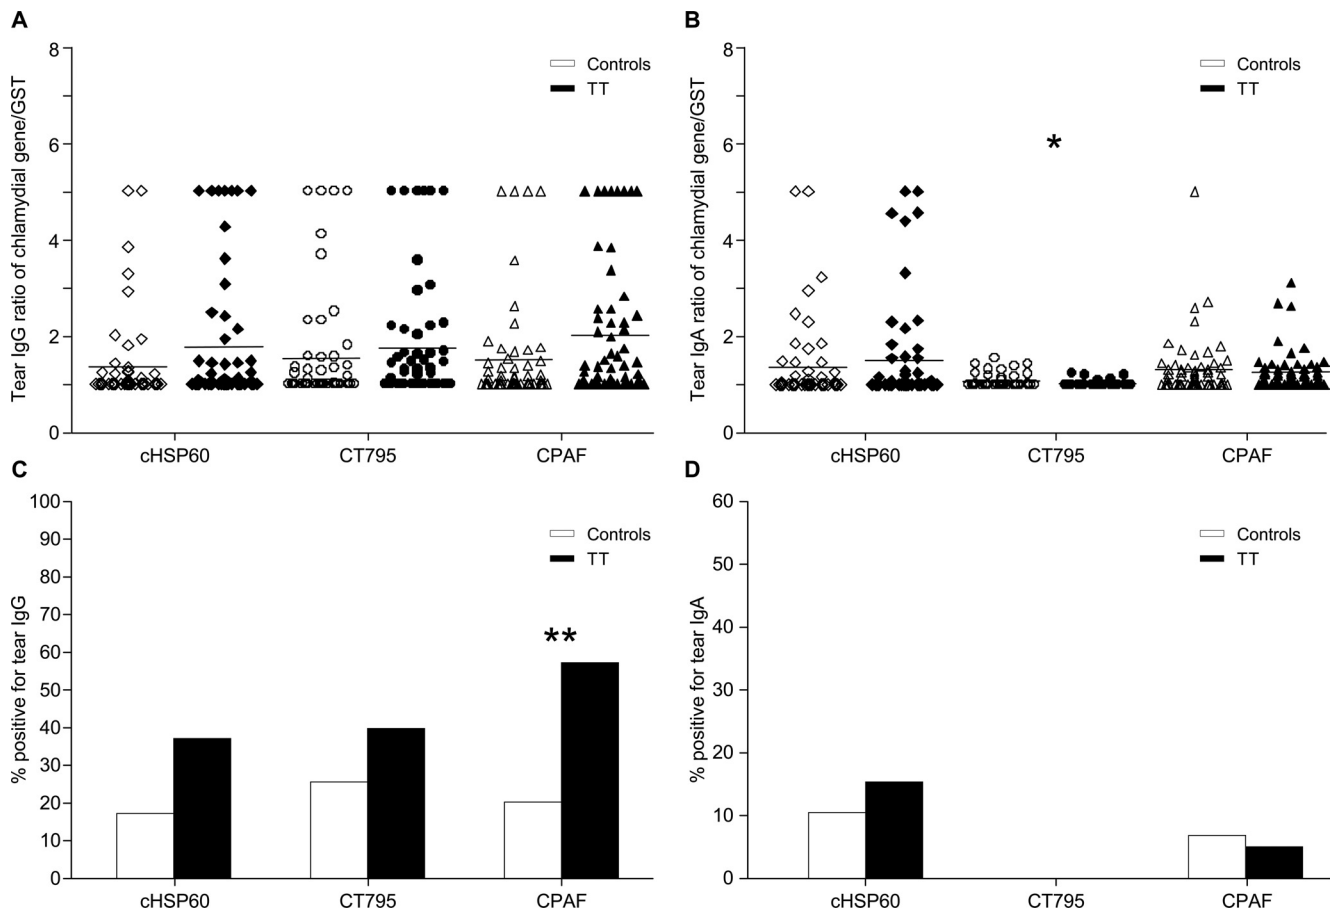 A
Tear IgG ratio of chlamydial gene/GST
8
6
4
2
0
Controls
TT
cHSP60
CT795
CPAF
B
Tear IgA ratio of chlamydial gene/GST
8
6
4
2
0
Controls
TT
*
cHSP60
CT795
CPAF
C
% positive for tear IgG
100
90
80
70
60
50
40
30
20
10
0
Controls
TT
**
cHSP60
CT795
CPAF
D
% positive for tear IgA
60
50
40
30
20
10
0
Controls
TT
cHSP60
CT795
CPAF